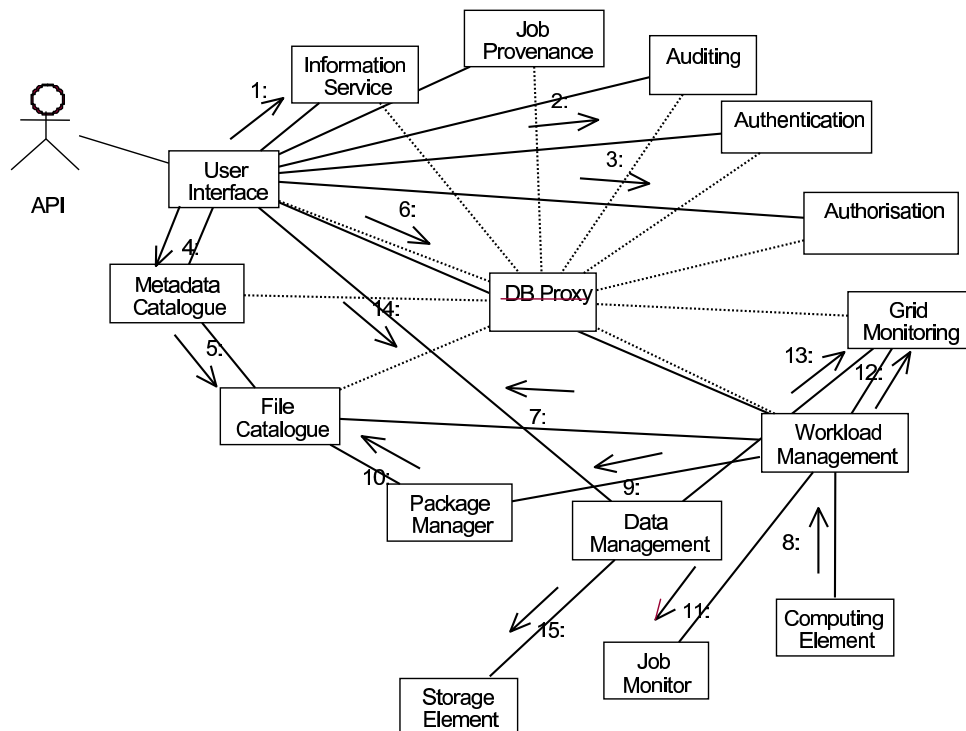 Job
Provenance
Information
Service
Auditing
1:
2:
Authentication
3:
User
Interface
API
6:
Authorisation
4:
Metadata
Catalogue
DB Proxy
14:
Grid
Monitoring
5:
13:
12:
File
Catalogue
7:
Workload
Management
10:
9:
Package
Manager
Data
Management
8:
11:
15:
Computing
Element
Job
Monitor
Storage
Element